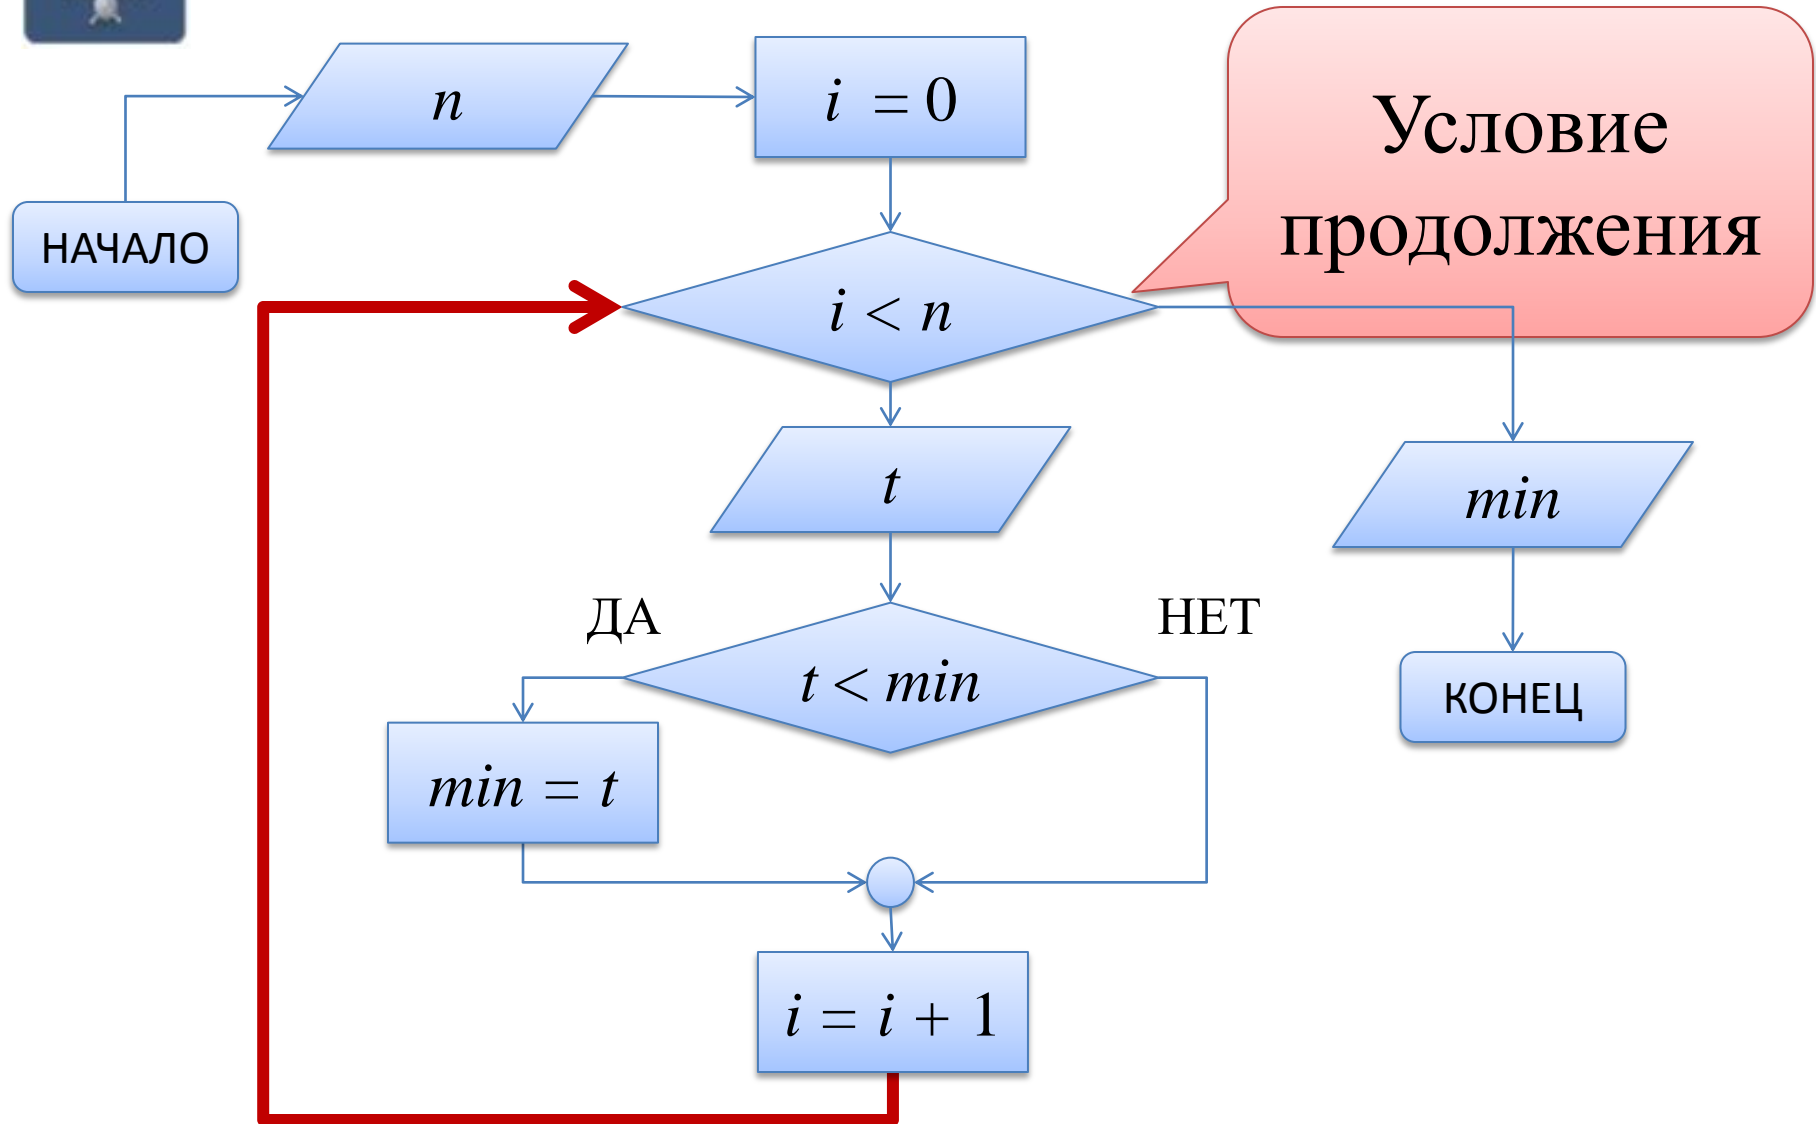 n
i = 0
Условие
продолжения
НАЧАЛО
i < n
t
min
ДА
НЕТ
t < min
КОНЕЦ
min = t
i = i + 1